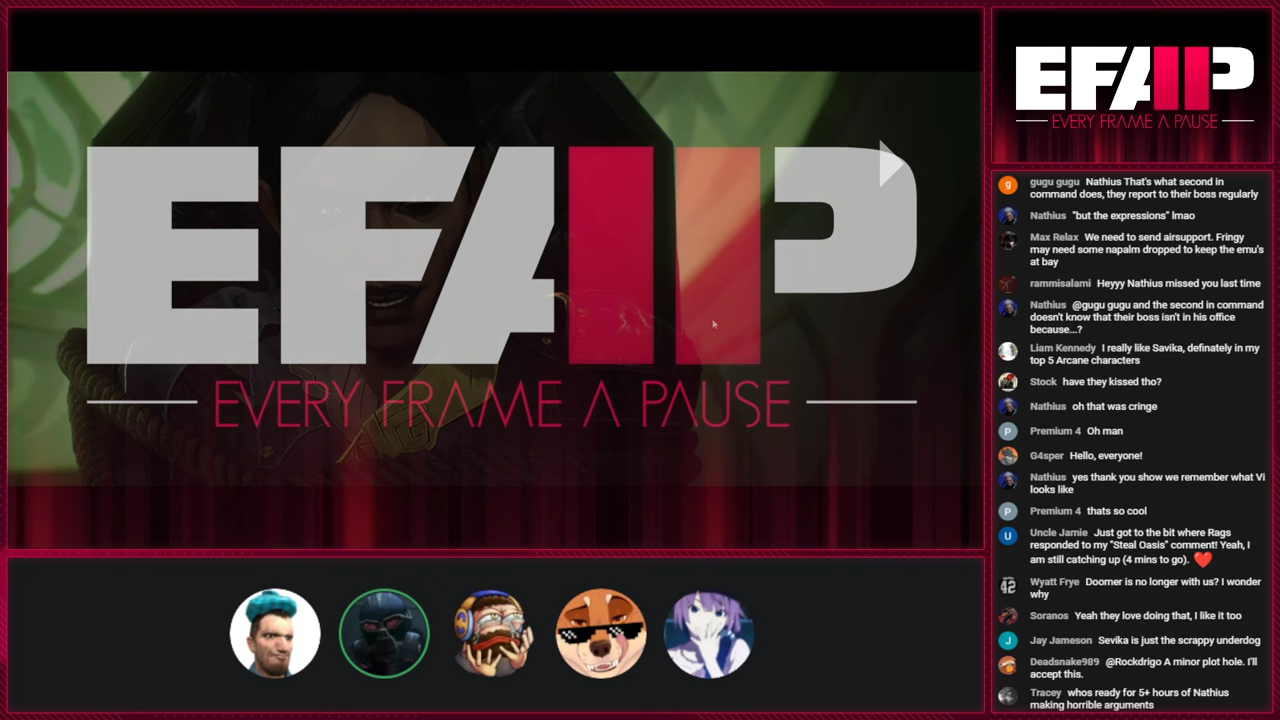 EFAP
EVERY FRAME A PAUSE
EFAP
EVERY FRAME A PAUSE
g
gugu gugu Nathius That's what second in
command does, they report to their boss regularly
Nathius "but the expressions" lmao
Max Relax We need to send airsupport. Fringy
may need some napalm dropped to keep the emu's
at bay
rammisalami Heyyy Nathius missed you last time
Nathius @gugu gugu and the second in command
doesn't know that their boss isn't in his office
because...?
Liam Kennedy I really like Savika, definately in my
top 5 Arcane characters
Stock have they kissed tho?
Nathius oh that was cringe
P
Premium 4 Oh man
G4sper Hello, everyone!
Nathius yes thank you show we remember what Vi
looks like
P
Premium 4 thats so cool
U
Uncle Jamie Just got to the bit where Rags
responded to my "Steal Oasis" comment! Yeah, I
am still catching up (4 mins to go). ❤️
42
Wyatt Frye Doomer is no longer with us? I wonder
why
Soranos Yeah they love doing that, I like it too
J
Jay Jameson Sevika is just the scrappy underdog
Deadsnake989 @Rockdrigo A minor plot hole. I'll
accept this.
Tracey whos ready for 5+ hours of Nathius
making horrible arguments